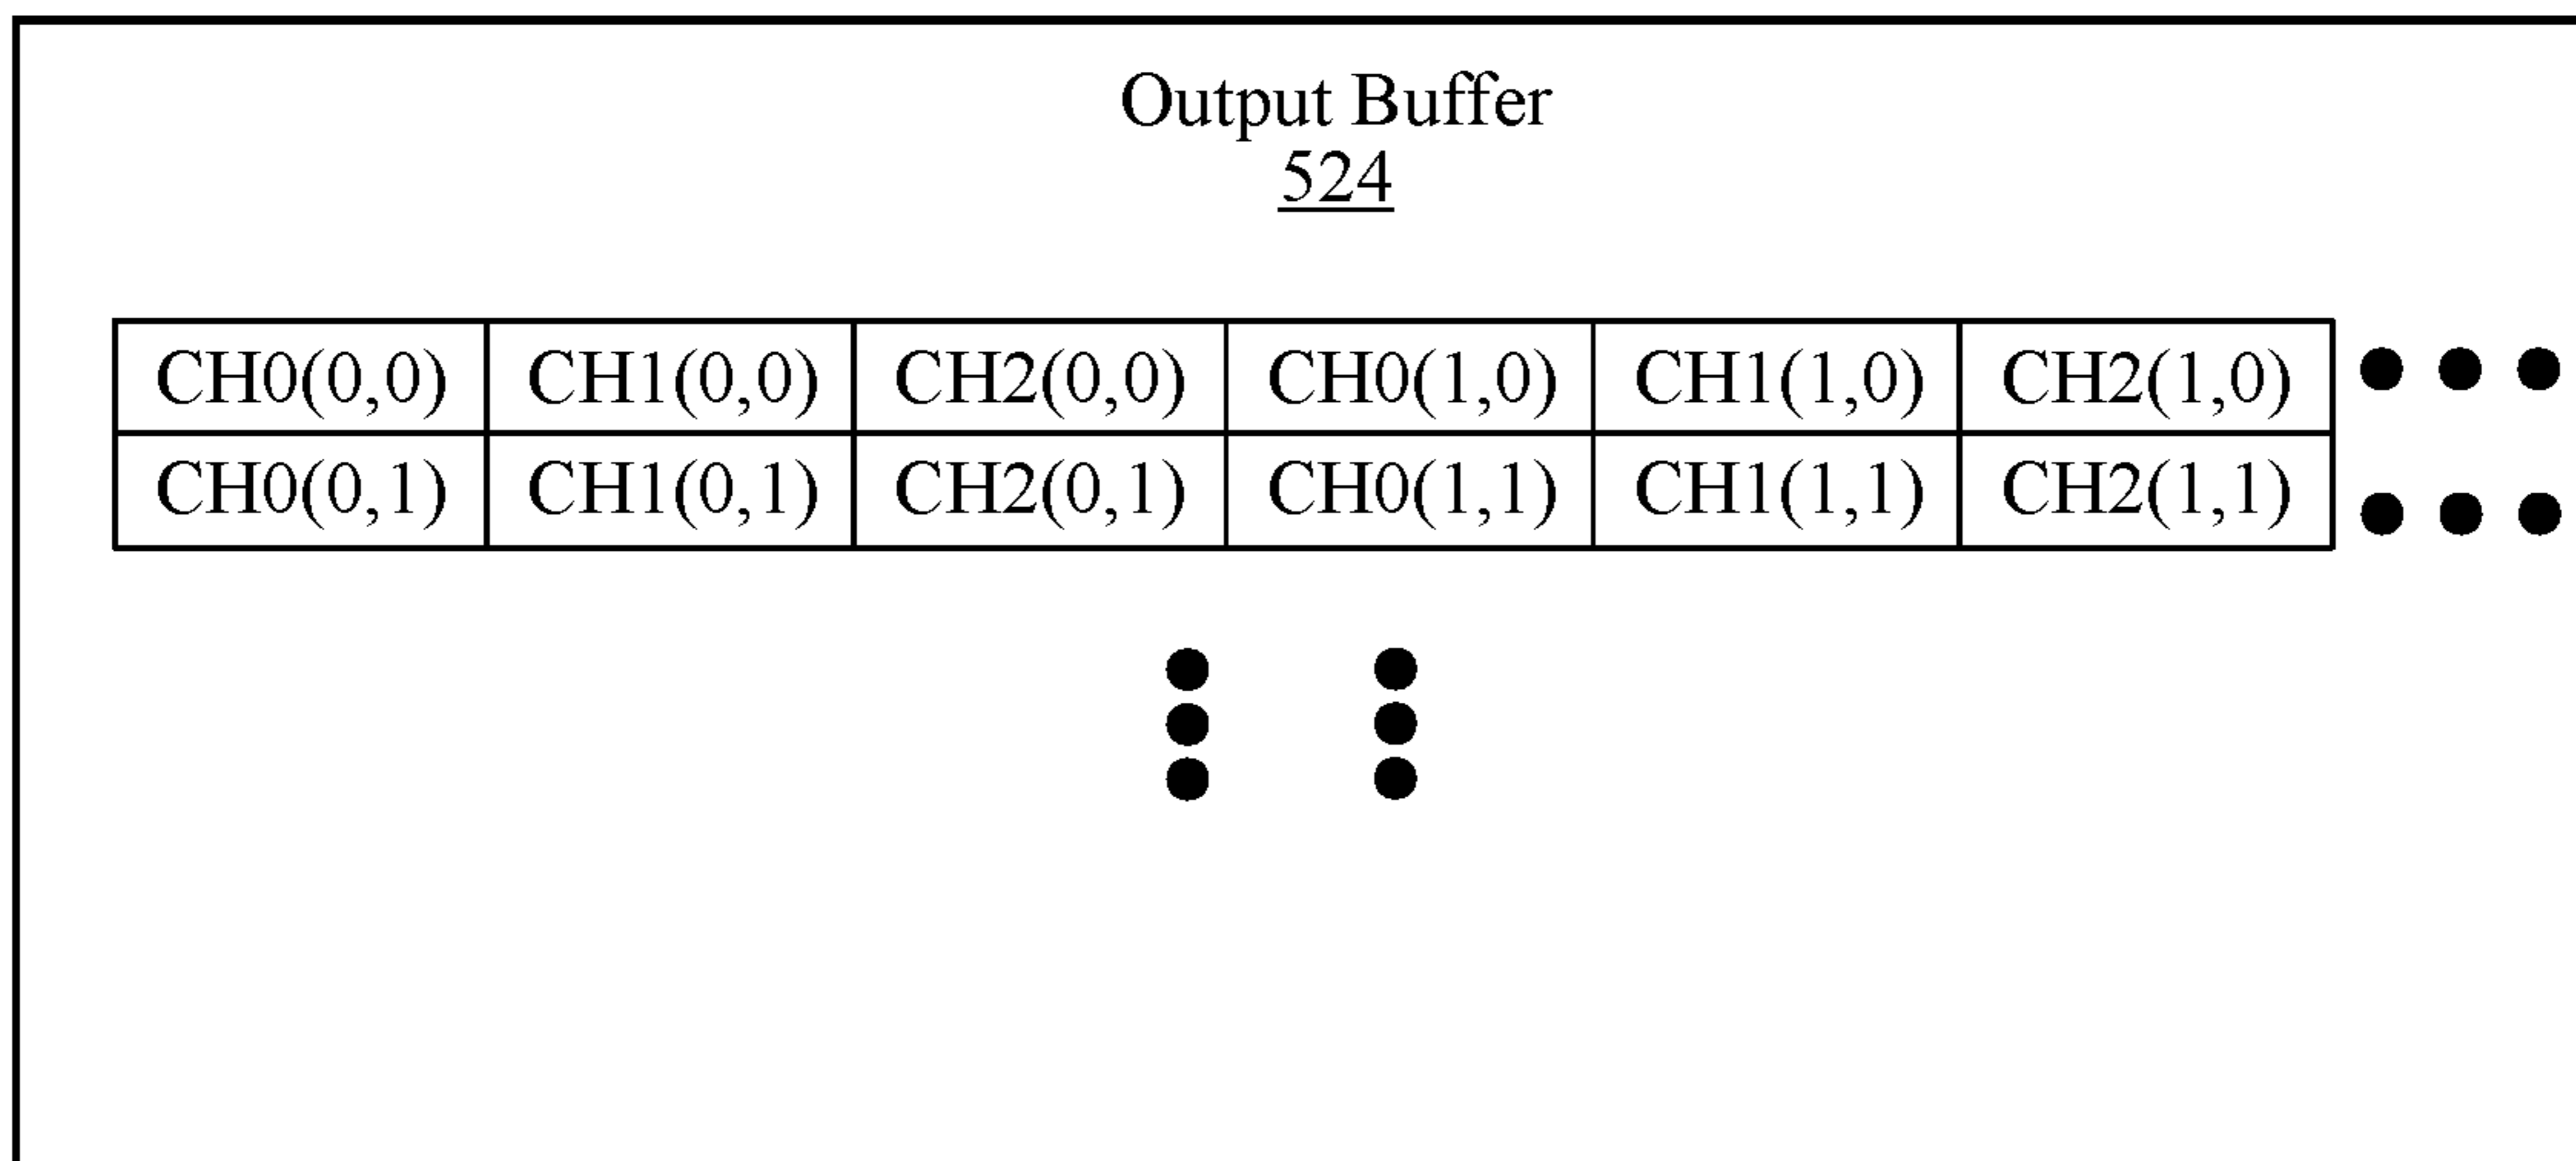 Output Buffer
524
CH0(0,0) CH1(0,0) CH2(0,0) CH0(1,0) CH1(1,0) CH2(1,0)
CH0(0,1) CH1(0,1) CH2(0,1) CH0(1,1) CH1(1,1) CH2(1,1)